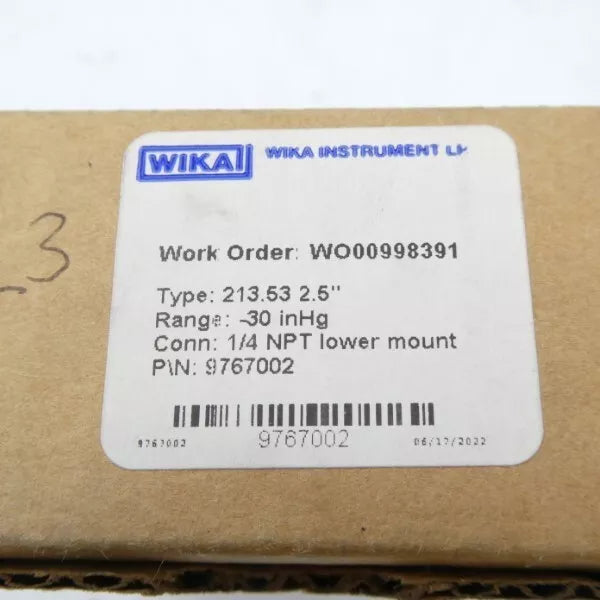 WIKA WIKA INSTRUMENT LP
Work Order: WO00998391
Type: 213.53 2.5"
Range: -30 inHg
Conn: 1/4 NPT lower mount
P\N: 9767002
9767002 9767002 06/17/2022
3